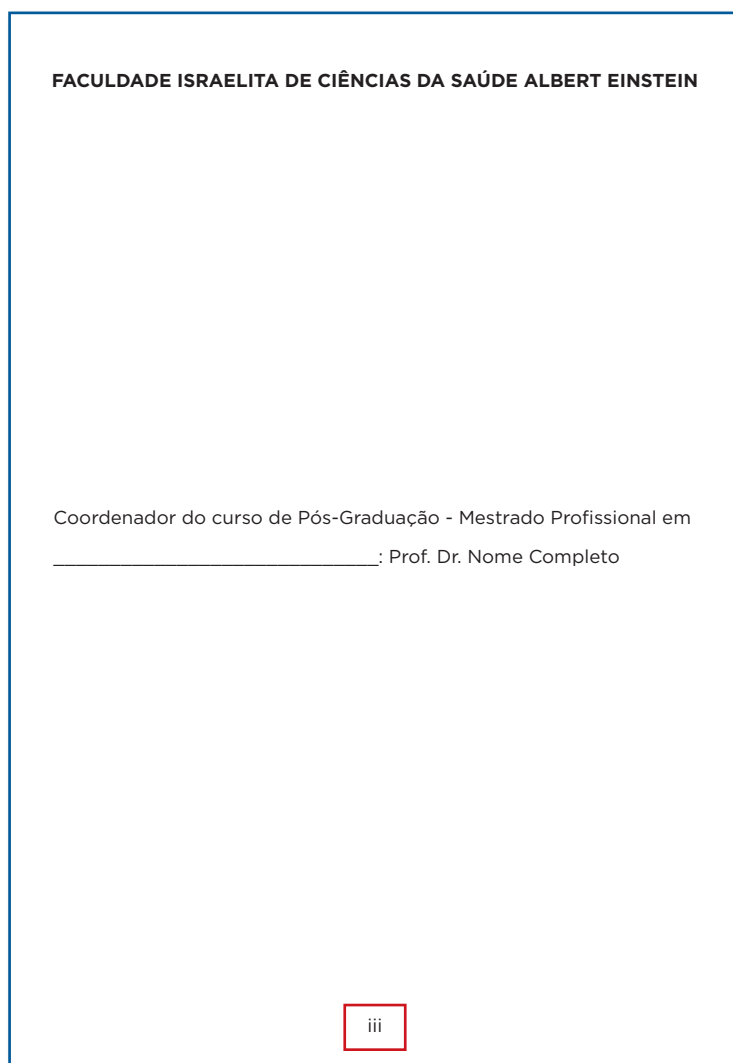 FACULDADE ISRAELITA DE CIÊNCIAS DA SAÚDE ALBERT EINSTEIN
Coordenador do curso de Pós-Graduação - Mestrado Profissional em
_____________________________: Prof. Dr. Nome Completo
iii